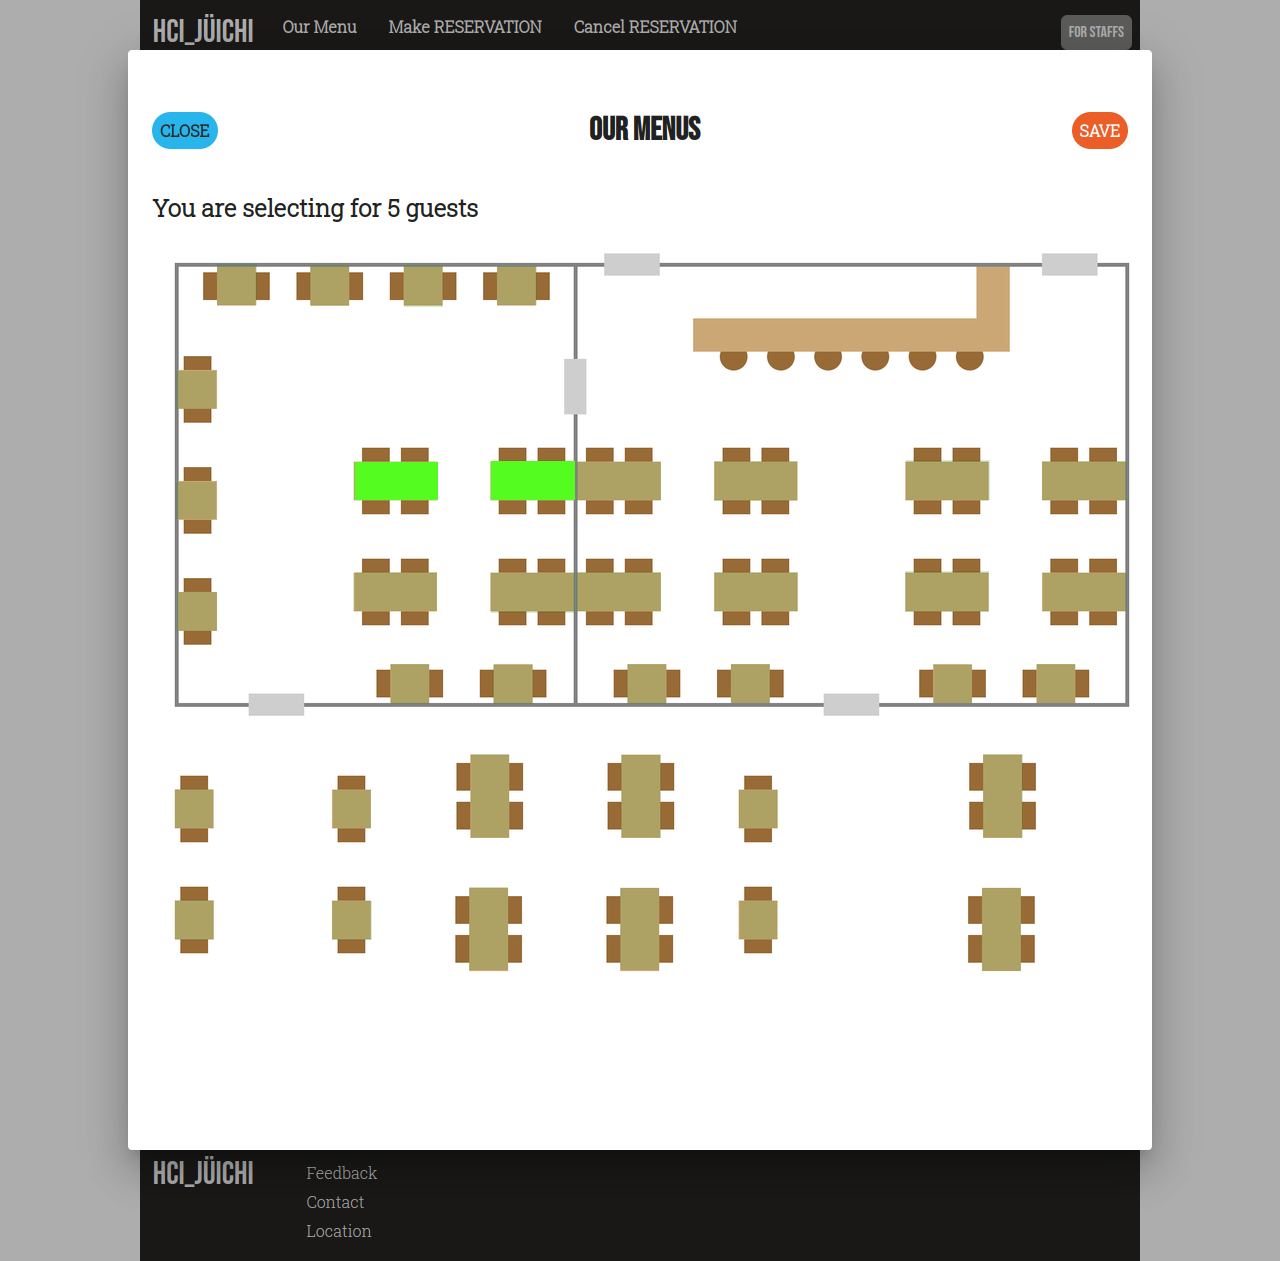 HCI_JÜICHI
Our Menu
Make RESERVATION
Cancel RESERVATION
FOR STAFFS
CLOSE
OUR MENUS
SAVE
You are selecting for 5 guests
HCI_JÜICHI
Feedback
Contact
Location